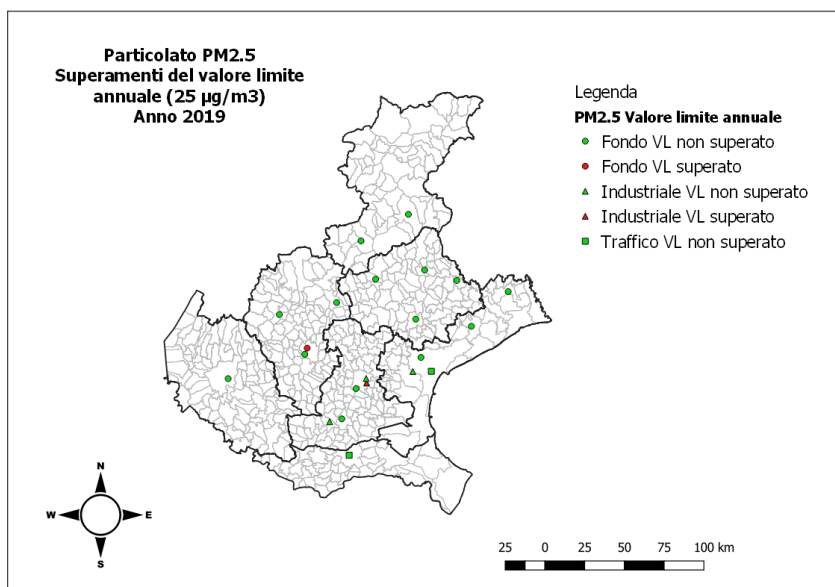 Particolato PM2.5
Superamenti del valore limite
annuale (25 µg/m3)
Anno 2019
Legenda
PM2.5 Valore limite annuale
Fondo VL non superato
Fondo VL superato
Industriale VL non superato
Industriale VL superato
Traffico VL non superato
N
W E
S
25 0 25 50 75 100 km